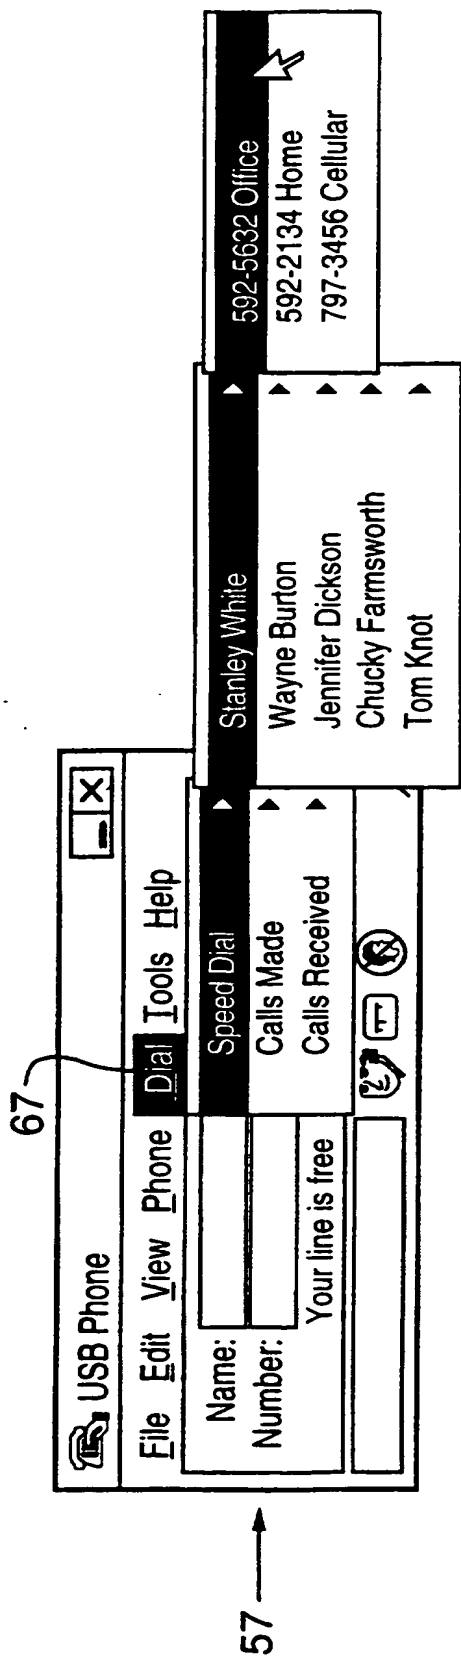 67
USB Phone
File Edit View Phone Dial Tools Help
Name:
Number:
Your line is free
Speed Dial
Calls Made
Calls Received
Stanley White
Wayne Burton
Jennifer Dickson
Chucky Farmsworth
Tom Knot
592-5632 Office
592-2134 Home
797-3456 Cellular
57